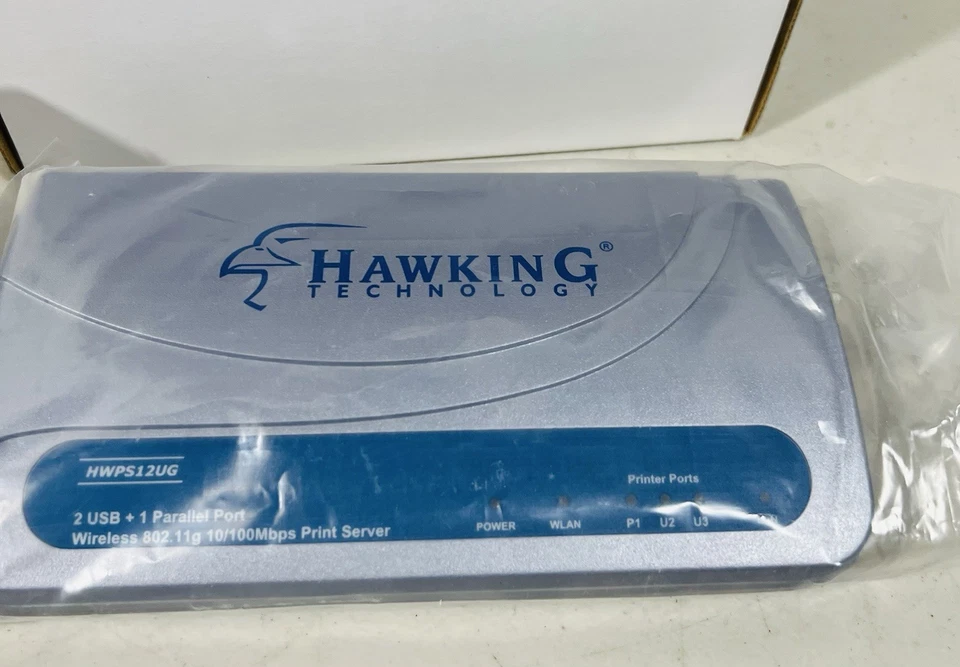 HAWKING®
TECHNOLOGY
HWPS12UG
2 USB + 1 Parallel Port
Wireless 802.11g 10/100Mbps Print Server
Printer Ports
POWER WLAN P1 U2 U3